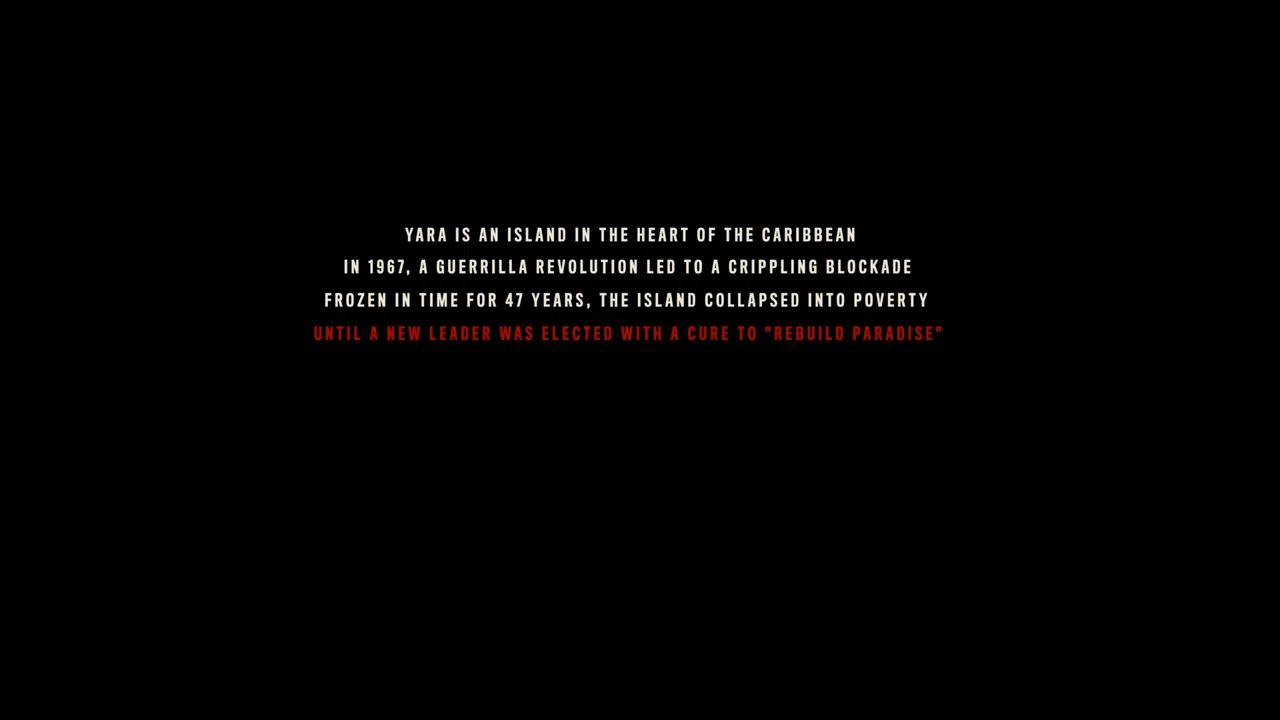 YARA IS AN ISLAND IN THE HEART OF THE CARIBBEAN
IN 1967, A GUERRILLA REVOLUTION LED TO A CRIPPLING BLOCKADE
FROZEN IN TIME FOR 47 YEARS, THE ISLAND COLLAPSED INTO POVERTY
UNTIL A NEW LEADER WAS ELECTED WITH A CURE TO "REBUILD PARADISE"